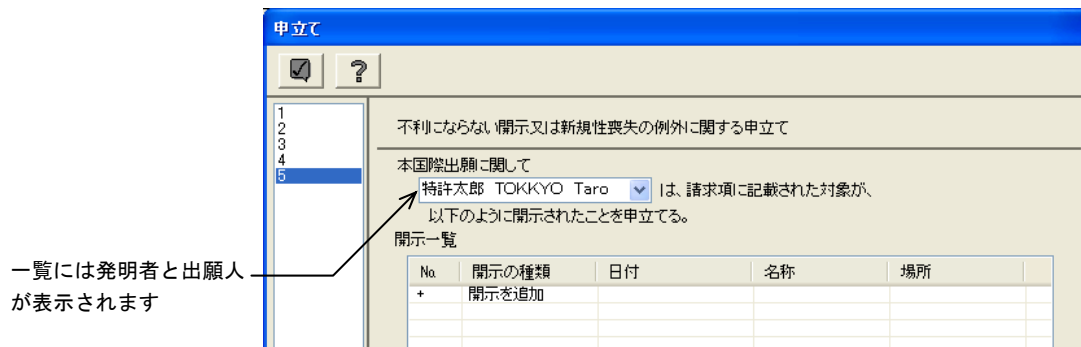 申立て
1
2
3
4
5
不利にならない開示又は新規性喪失の例外に関する申立て
本国際出願に関して
特許太郎 TOKKYO Taro は、請求項に記載された対象が、
以下のように開示されたことを申立てる。
開示一覧
No. 開示の種類 日付 名称 場所
+ 開示を追加
一覧には発明者と出願人
が表示されます